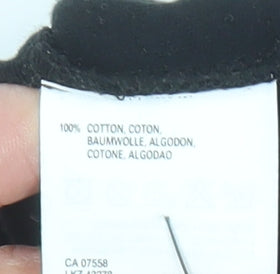 100% COTTON, COTON,
BAUMWOLLE, ALGODON,
COTONE, ALGODAO
CA 07558